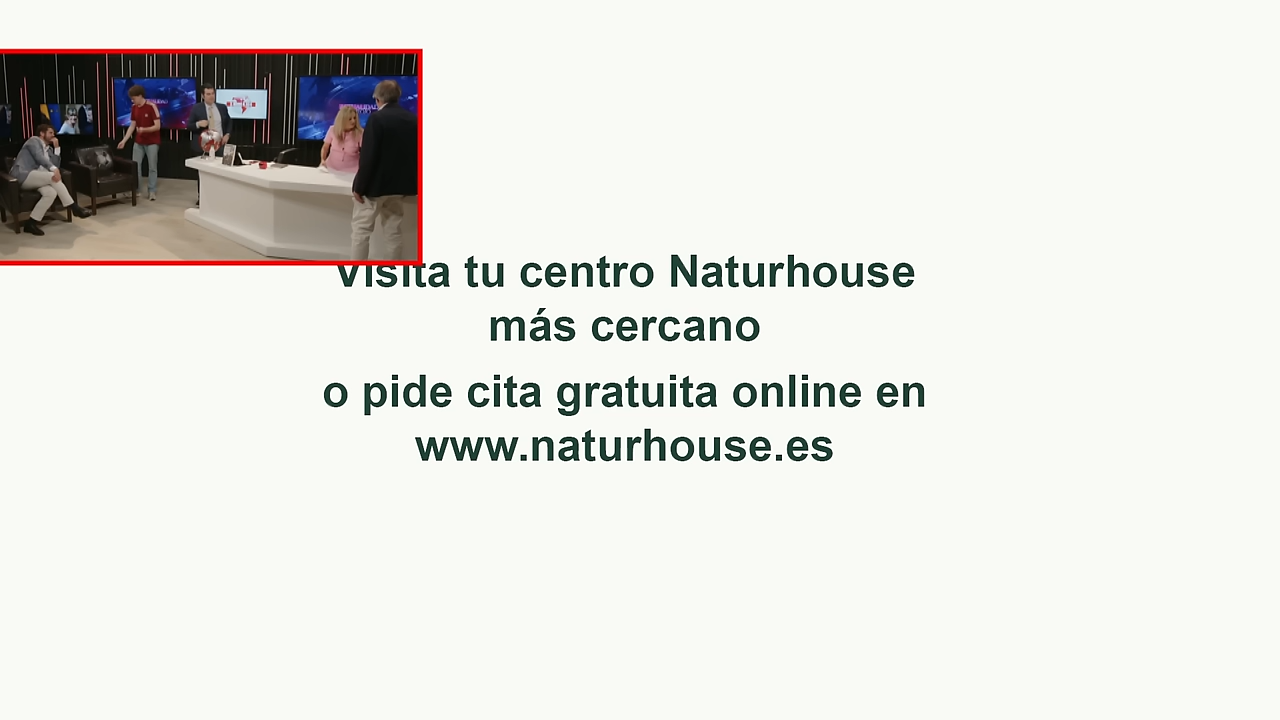 Visita tu centro Naturhouse
más cercano
o pide cita gratuita online en
www.naturhouse.es